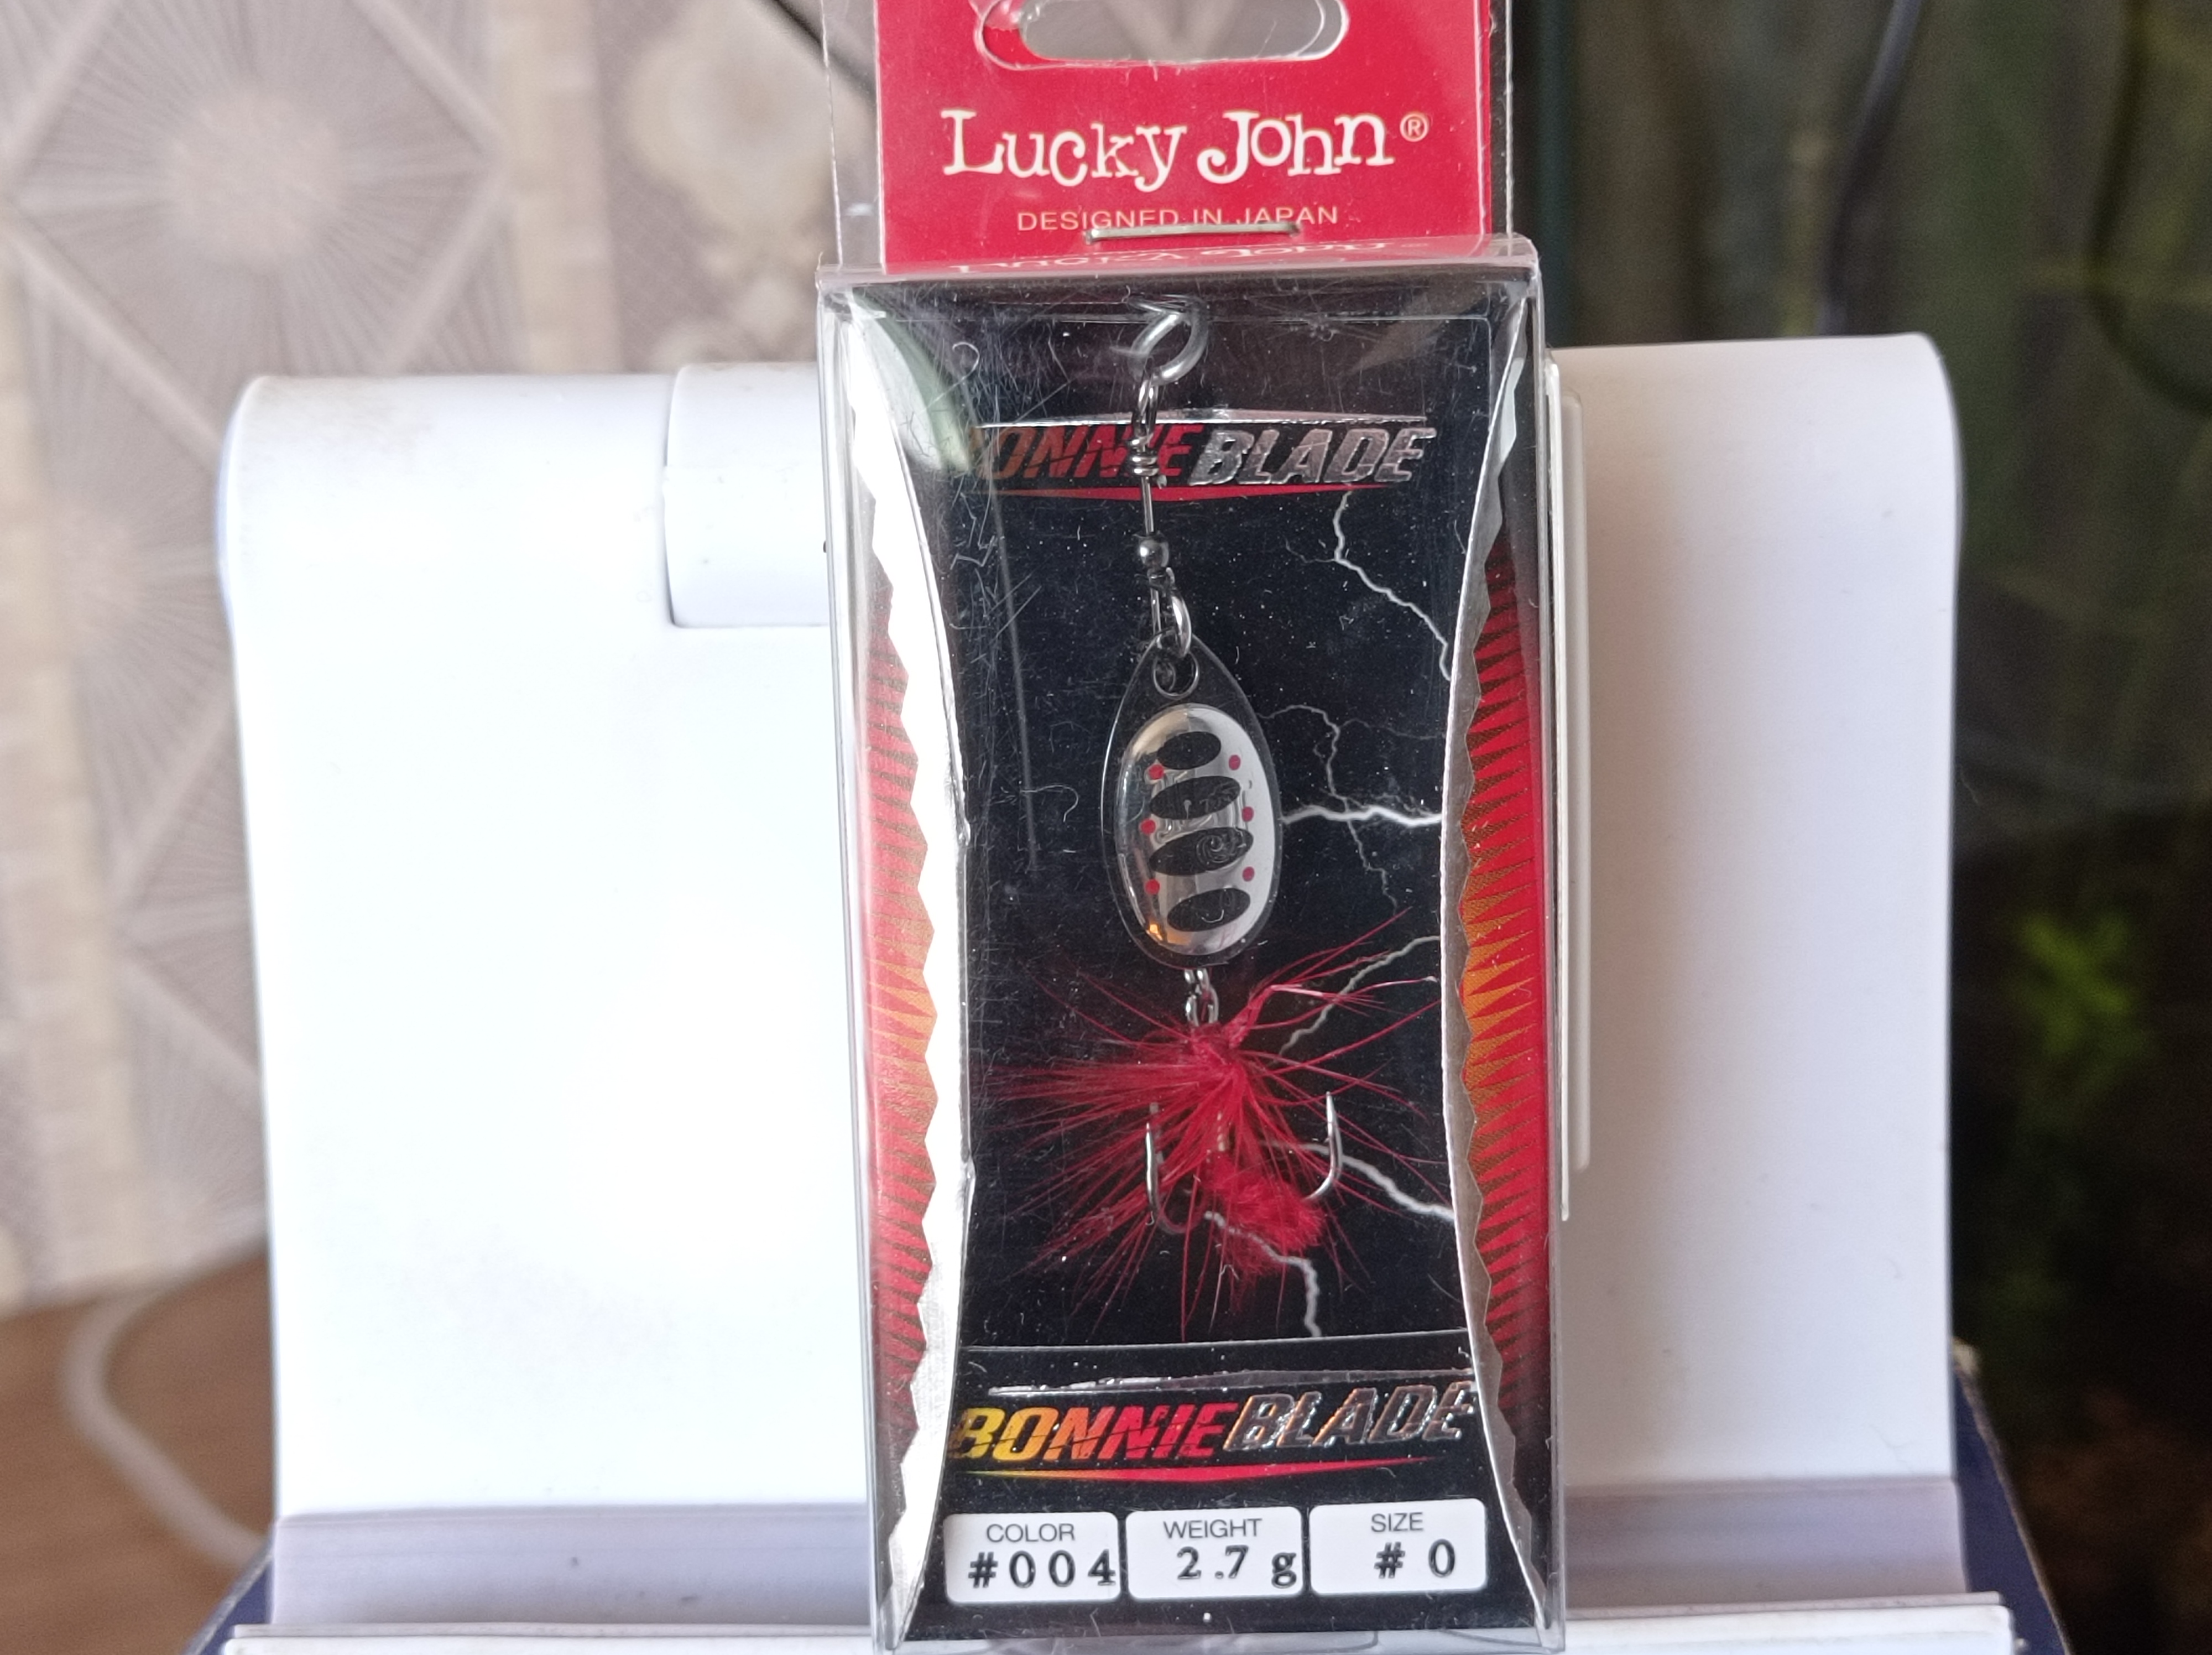 Lucky John®
DESIGNED IN JAPAN
BONNIE BLADE
BONNIE BLADE
COLOR
#004
WEIGHT
2.7 g
SIZE
# 0